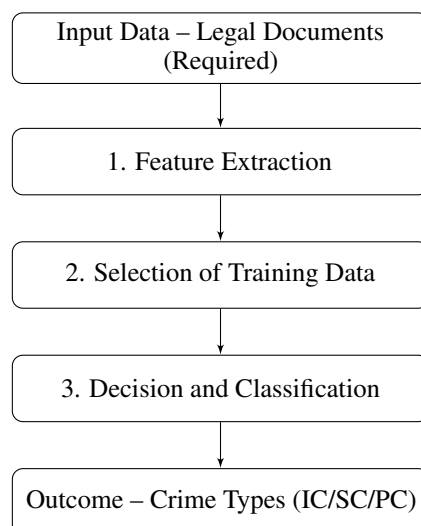 Input Data – Legal Documents
(Required)
1. Feature Extraction
2. Selection of Training Data
3. Decision and Classification
Outcome – Crime Types (IC/SC/PC)